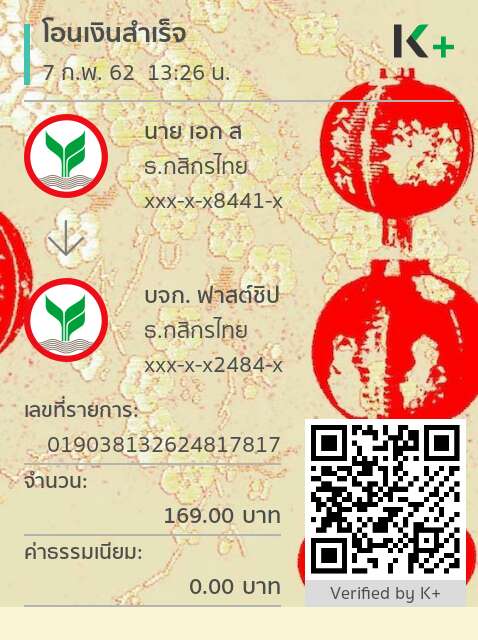 โอนเงินสำเร็จ
7 ก.พ. 62 13:26 น.
K+
นาย เอก ส
ธ.กสิกรไทย
xxx-x-x8441-x
บจก. ฟาสต์ชิป
ธ.กสิกรไทย
xxx-x-x2484-x
เลขที่รายการ:
019038132624817817
จำนวน:
169.00 บาท
ค่าธรรมเนียม:
0.00 บาท
Verified by K+